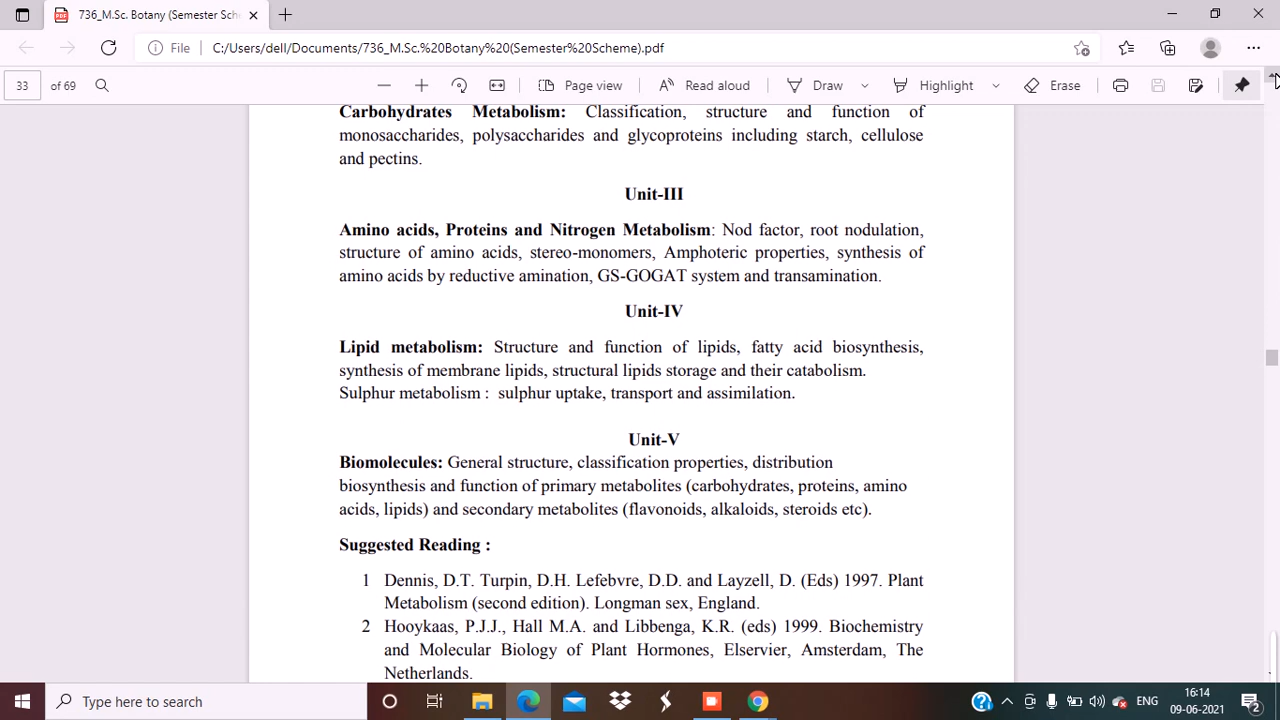 736_M.Sc. Botany (Semester Sch
File C:/Users/dell/Documents/736_M.Sc.%20Botany%20(Semester%20Scheme).pdf
33 of 69 Page view Read aloud Draw Highlight Erase
Carbohydrates Metabolism: Classification, structure and function of
monosaccharides, polysaccharides and glycoproteins including starch, cellulose
and pectins.
Unit-III
Amino acids, Proteins and Nitrogen Metabolism: Nod factor, root nodulation,
structure of amino acids, stereo-monomers, Amphoteric properties, synthesis of
amino acids by reductive amination, GS-GOGAT system and transamination.
Unit-IV
Lipid metabolism: Structure and function of lipids, fatty acid biosynthesis,
synthesis of membrane lipids, structural lipids storage and their catabolism.
Sulphur metabolism : sulphur uptake, transport and assimilation.
Unit-V
Biomolecules: General structure, classification properties, distribution
biosynthesis and function of primary metabolites (carbohydrates, proteins, amino
acids, lipids) and secondary metabolites (flavonoids, alkaloids, steroids etc).
Suggested Reading :
1 Dennis, D.T. Turpin, D.H. Lefebvre, D.D. and Layzell, D. (Eds) 1997. Plant
Metabolism (second edition). Longman sex, England.
2 Hooykaas, P.J.J., Hall M.A. and Libbenga, K.R. (eds) 1999. Biochemistry
and Molecular Biology of Plant Hormones, Elservier, Amsterdam, The
Netherlands.
Type here to search
ENG
16:14
09-06-2021
2